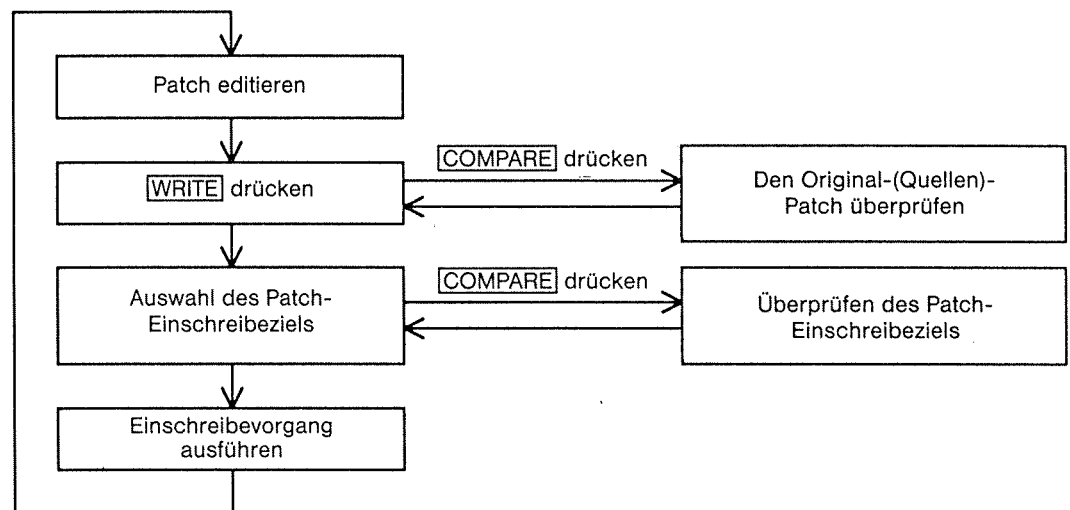 Patch editieren
COMPARE drücken
WRITE drücken
Den Original-(Quellen)-
Patch überprüfen
COMPARE drücken
Auswahl des Patch-
Einschreibeziels
Überprüfen des Patch-
Einschreibeziels
Einschreibevorgang
ausführen